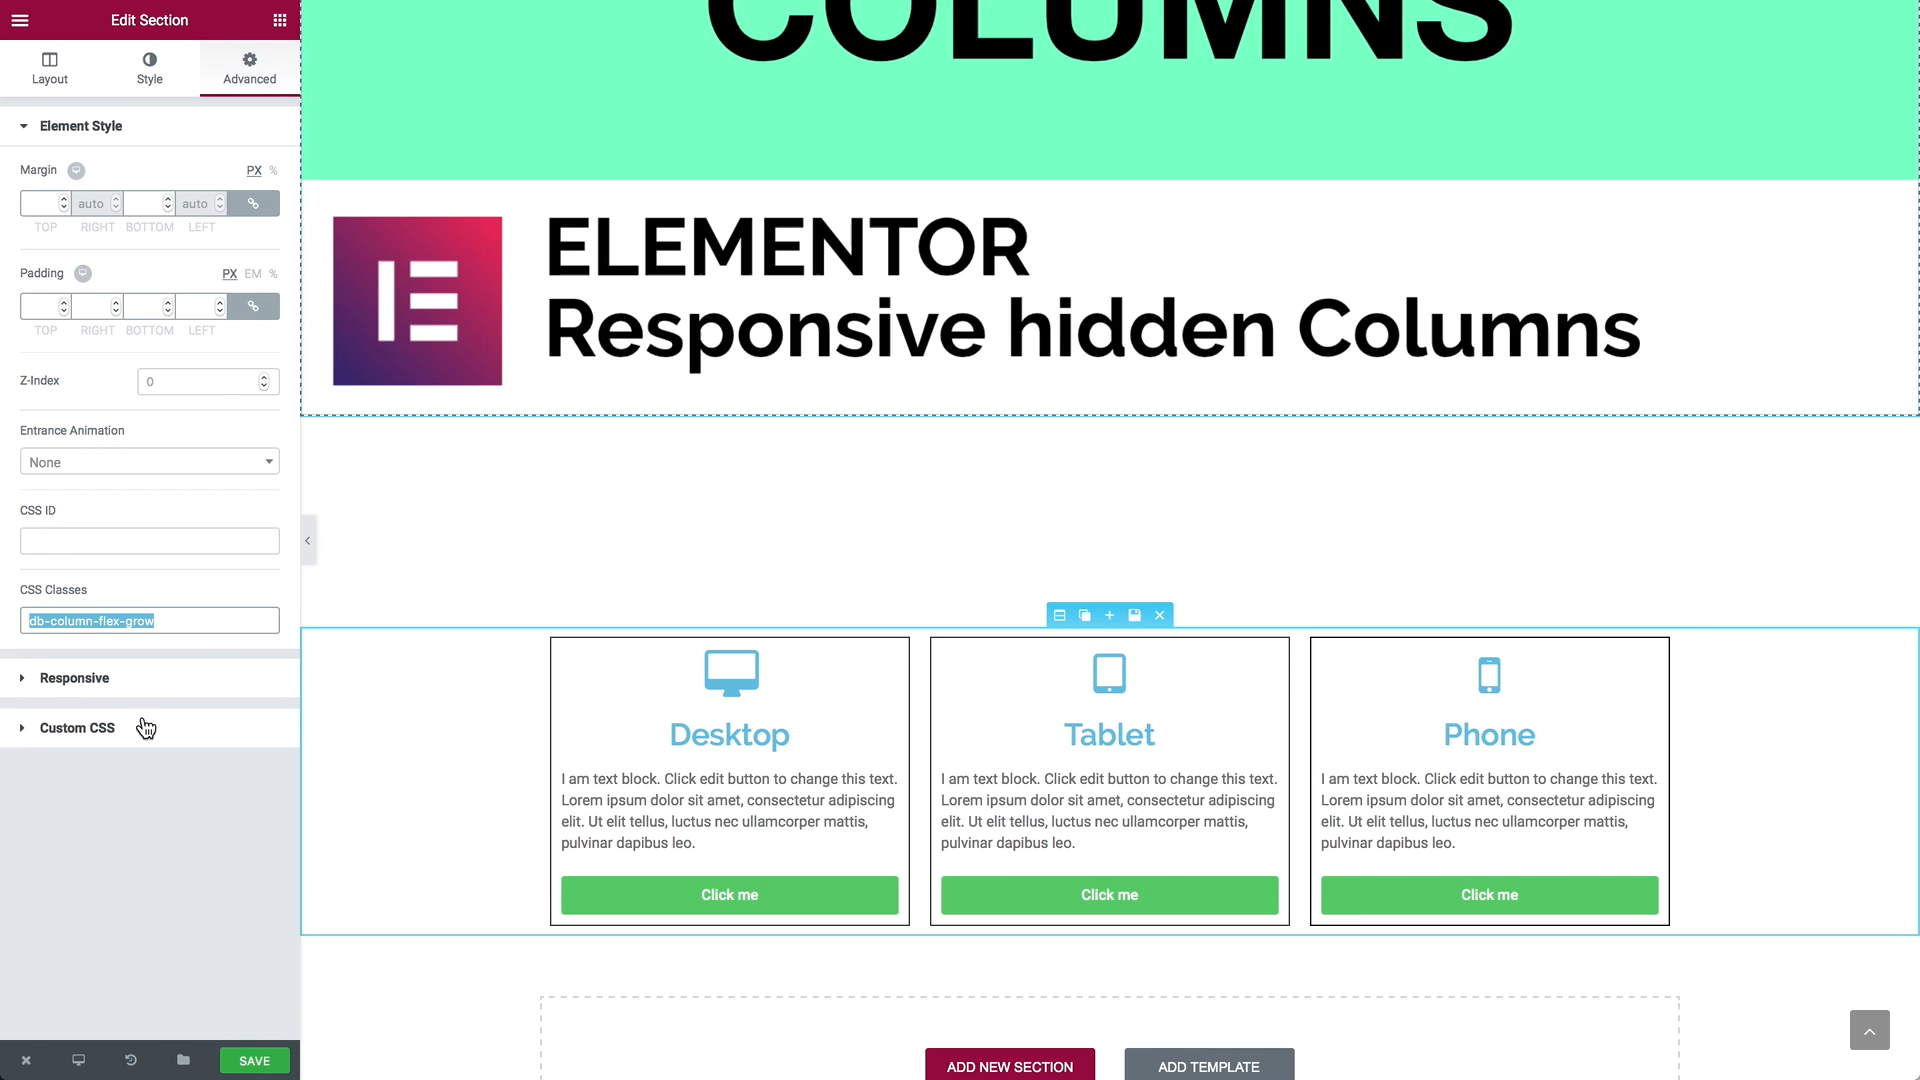 Edit Section
Layout
Style
Advanced
Element Style
Margin
PX %
auto
auto
TOP RIGHT BOTTOM LEFT
Padding
PX EM %
TOP RIGHT BOTTOM LEFT
Z-Index
0
Entrance Animation
None
CSS ID
CSS Classes
db-column-flex-grow
Responsive
Custom CSS
SAVE
COLUMNS
ELEMENTOR
Responsive hidden Columns
Desktop
I am text block. Click edit button to change this text.
Lorem ipsum dolor sit amet, consectetur adipiscing
elit. Ut elit tellus, luctus nec ullamcorper mattis,
pulvinar dapibus leo.
Click me
Tablet
I am text block. Click edit button to change this text.
Lorem ipsum dolor sit amet, consectetur adipiscing
elit. Ut elit tellus, luctus nec ullamcorper mattis,
pulvinar dapibus leo.
Click me
Phone
I am text block. Click edit button to change this text.
Lorem ipsum dolor sit amet, consectetur adipiscing
elit. Ut elit tellus, luctus nec ullamcorper mattis,
pulvinar dapibus leo.
Click me
ADD NEW SECTION
ADD TEMPLATE